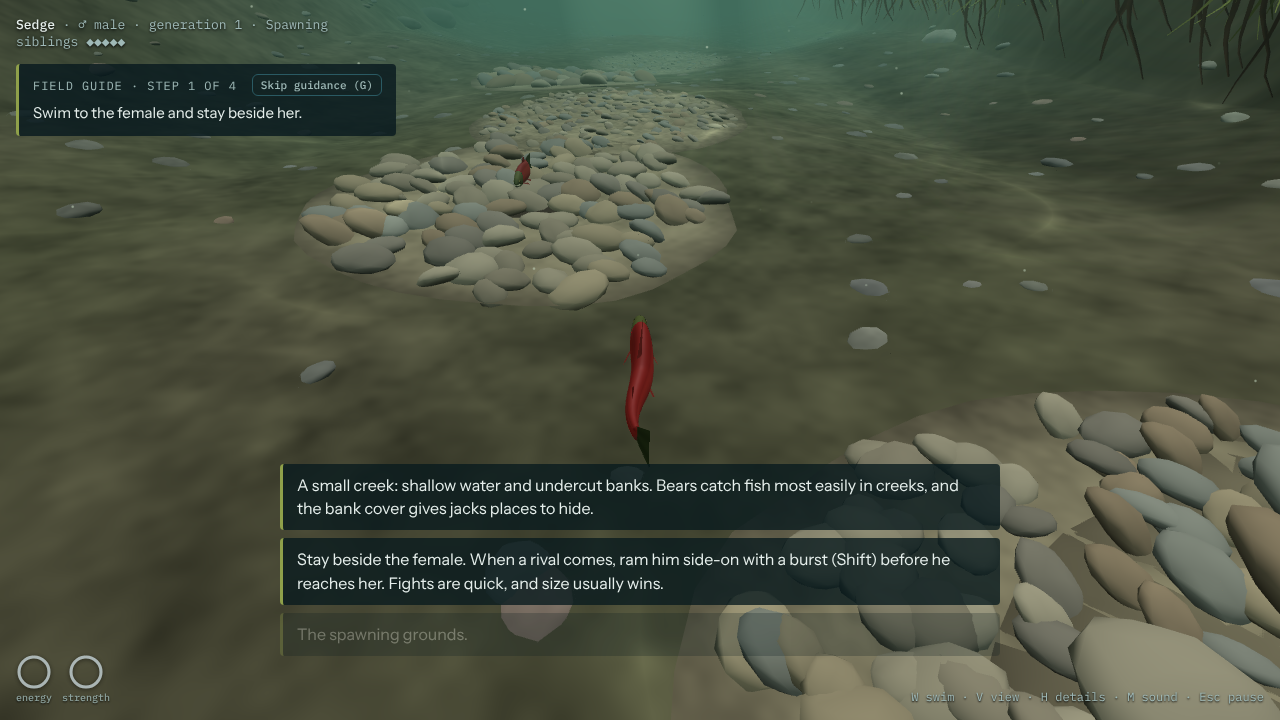 Sedge · ♂ male · generation 1 · Spawning
siblings ◆◆◆◆◆
FIELD GUIDE · STEP 1 OF 4
Skip guidance (G)
Swim to the female and stay beside her.
A small creek: shallow water and undercut banks. Bears catch fish most easily in creeks, and
the bank cover gives jacks places to hide.
Stay beside the female. When a rival comes, ram him side-on with a burst (Shift) before he
reaches her. Fights are quick, and size usually wins.
The spawning grounds.
energy strength
W swim · V view · H details · M sound · Esc pause